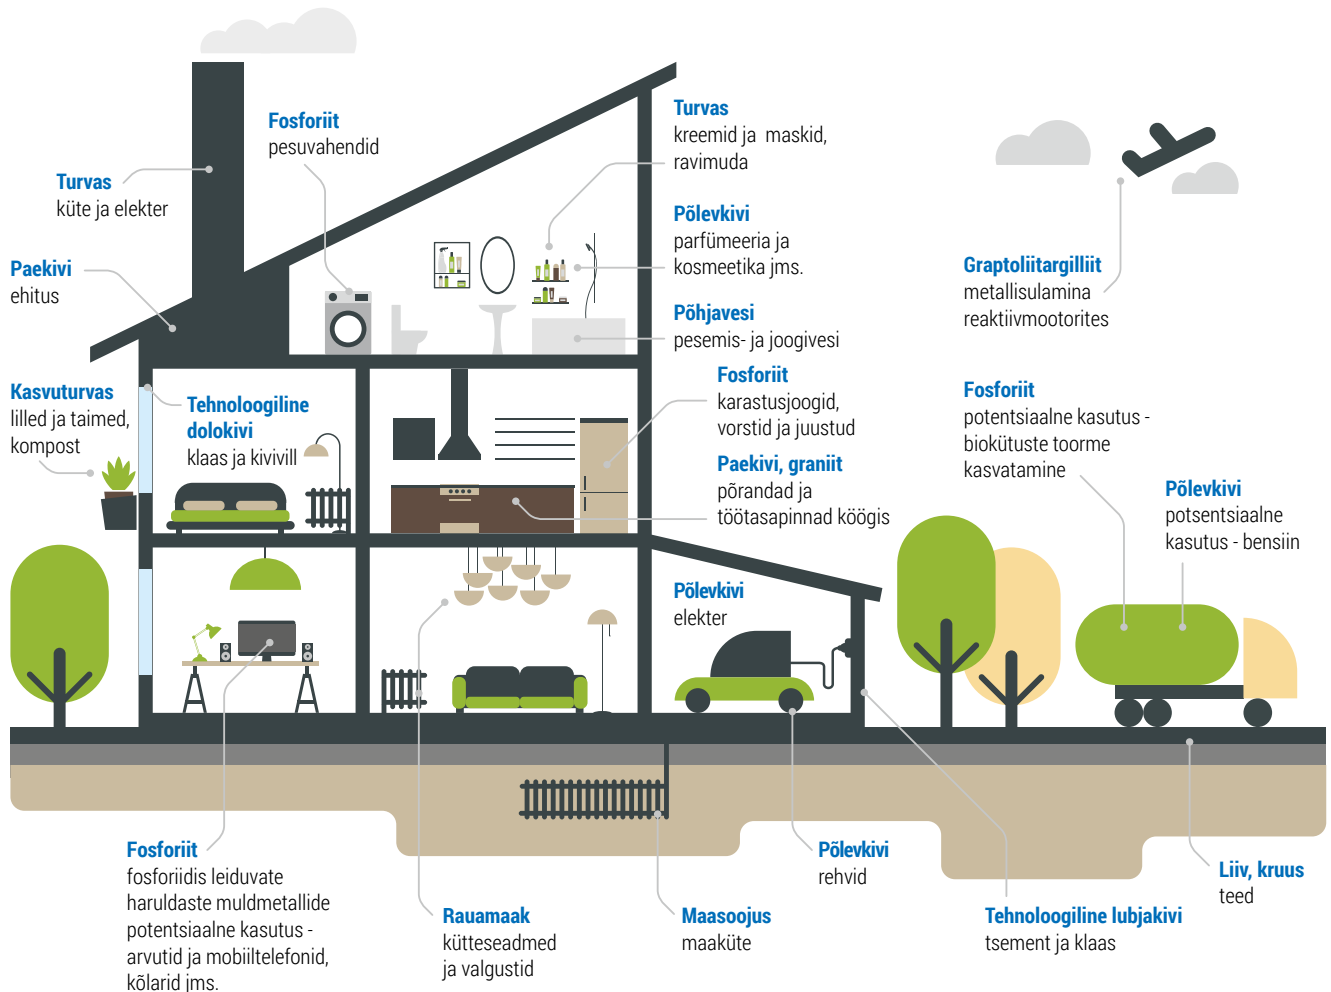 Fosforiit
pesuvahendid
Turvas
küte ja elekter
Paekivi
ehitus
Kasvuturvas
lilled ja taimed,
kompost
Tehnoloogiline
dolokivi
klaas ja kivivill
Turvas
kreemid ja maskid,
ravimuda
Põlevkivi
parfümeeria ja
kosmeetika jms.
Põhjavesi
pesemis- ja joogivesi
Fosforiit
karastusjoogid,
vorstid ja juustud
Paekivi, graniit
põrandad ja
töötasapinnad köögis
Põlevkivi
elekter
Graptoliitargilliit
metallisulamina
reaktiivmootorites
Fosforiit
potentsiaalne kasutus -
biokütuste toorme
kasvatamine
Põlevkivi
potsentsiaalne
kasutus - bensiin
Fosforiit
fosforiidis leiduvate
haruldaste muldmetallide
potentsiaalne kasutus -
arvutid ja mobiiltelefonid,
kõlarid jms.
Rauamaak
kütteseadmed
ja valgustid
Maasoojus
maaküte
Põlevkivi
rehvid
Tehnoloogiline lubjakivi
tsement ja klaas
Liiv, kruus
teed